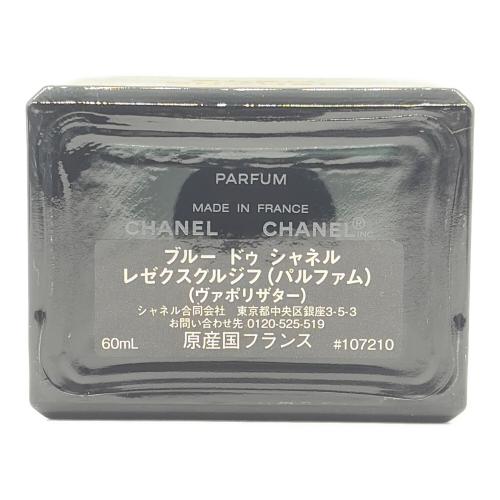 PARFUM
MADE IN FRANCE
CHANEL CHANEL® INC.
ブルー ドゥ シャネル
レゼクスクルジフ(パルファム)
(ヴァポリザター)
シャネル合同会社 東京都中央区銀座3-5-3
お問い合わせ先 0120-525-519
60mL 原産国フランス #107210